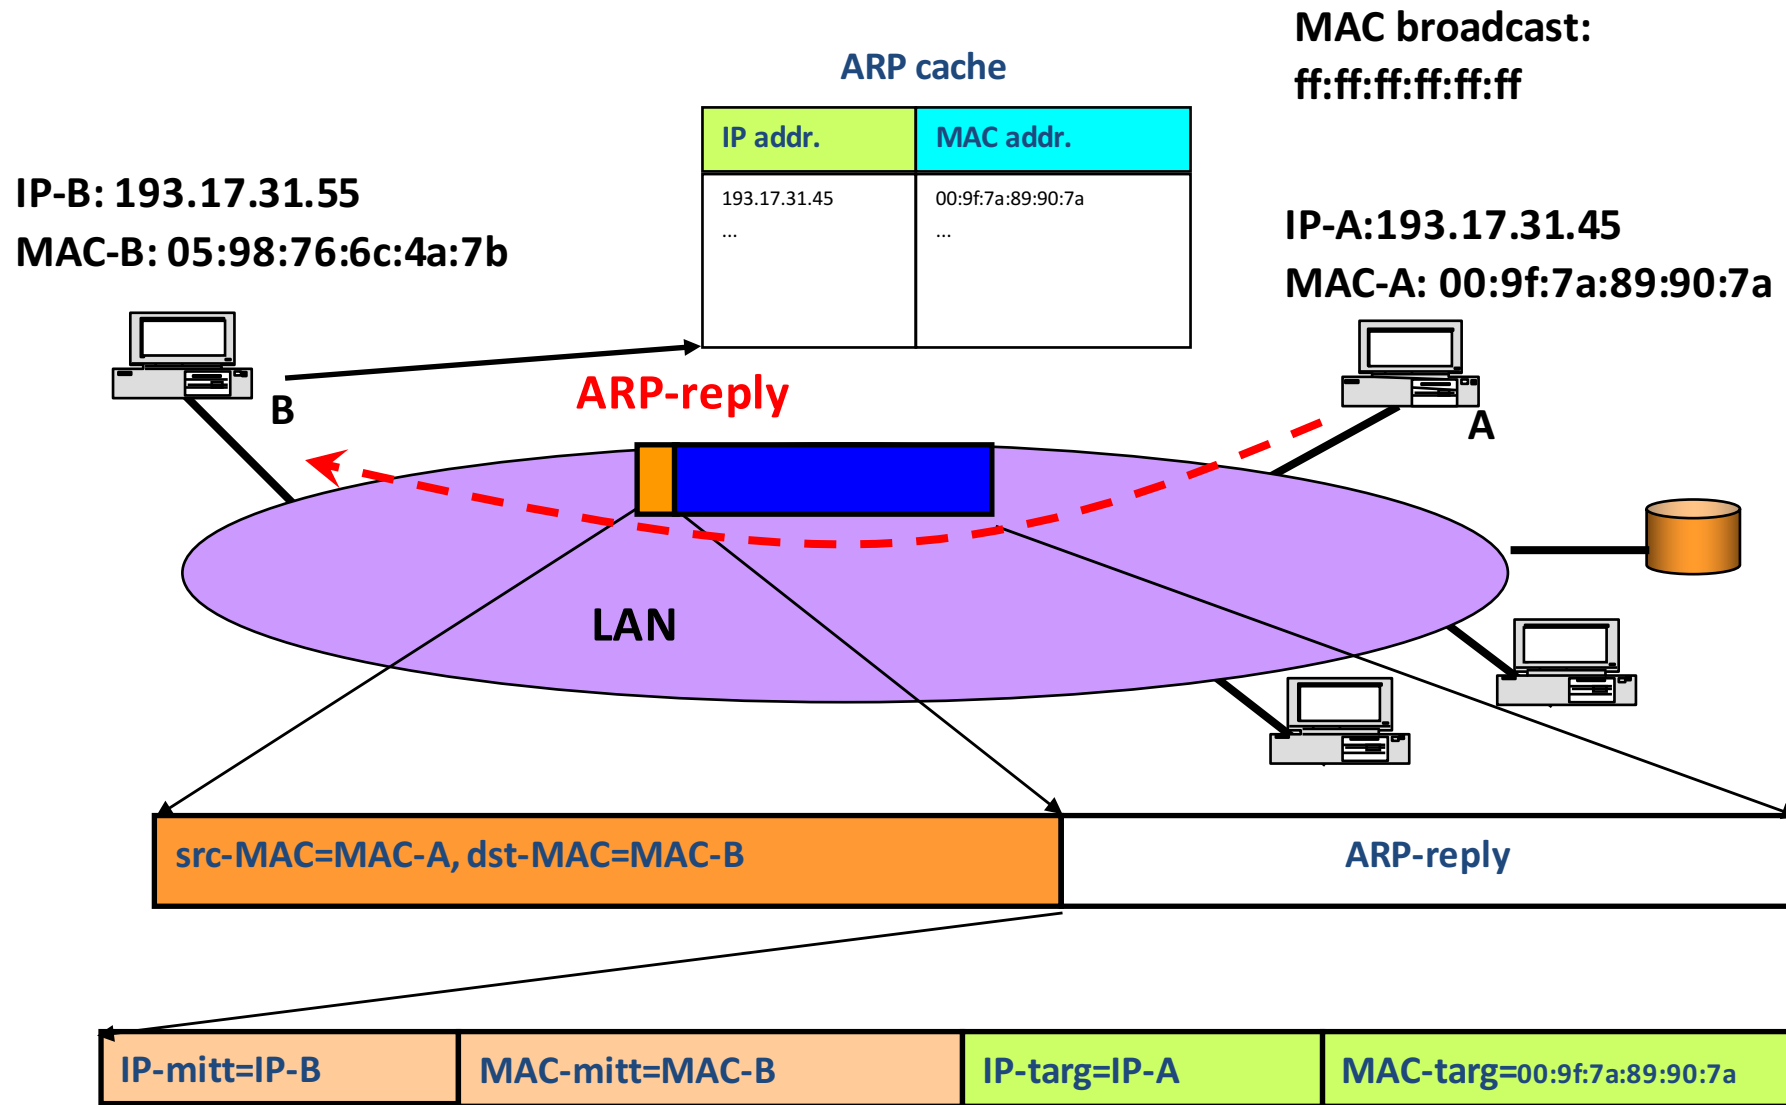 MAC broadcast:
ff:ff:ff:ff:ff:ff
ARP cache
IP addr. MAC addr.
193.17.31.45 00:9f:7a:89:90:7a
... ...
IP-B: 193.17.31.55
MAC-B: 05:98:76:6c:4a:7b
IP-A:193.17.31.45
MAC-A: 00:9f:7a:89:90:7a
B
ARP-reply
A
LAN
src-MAC=MAC-A, dst-MAC=MAC-B
ARP-reply
IP-mitt=IP-B
MAC-mitt=MAC-B
IP-targ=IP-A
MAC-targ=00:9f:7a:89:90:7a